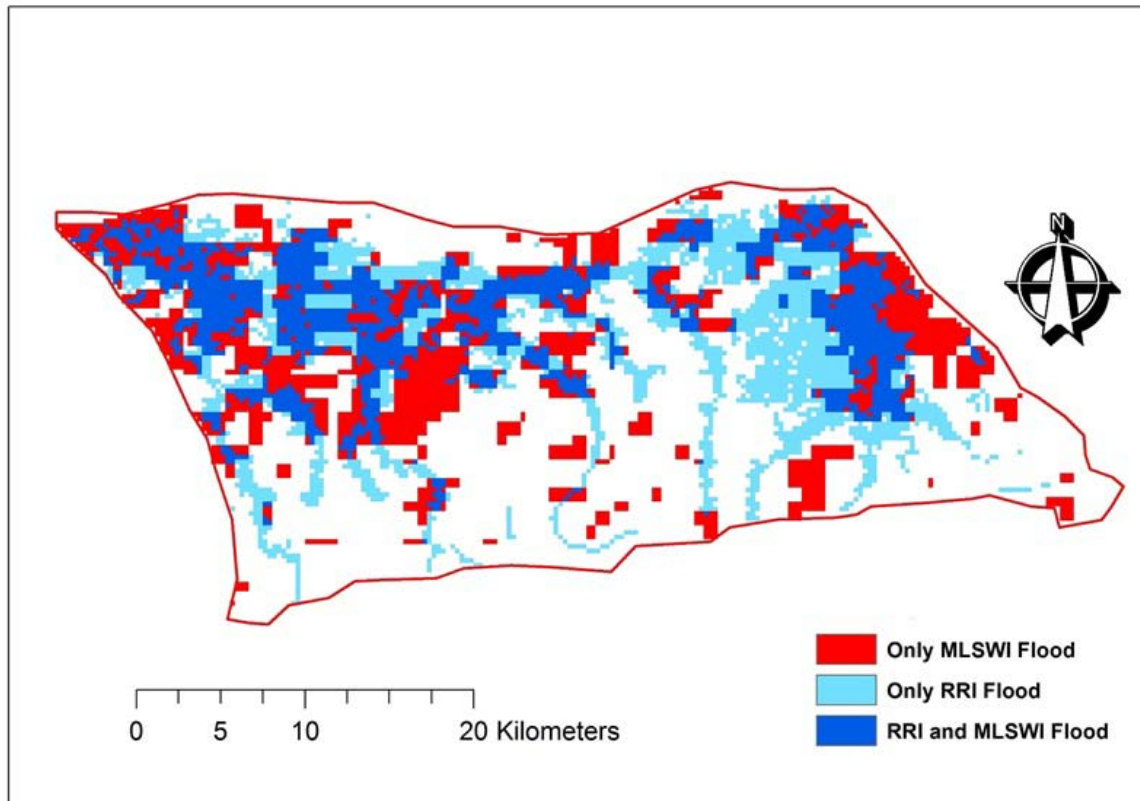 N
Only MLSWI Flood
Only RRI Flood
RRI and MLSWI Flood
0 5 10 20 Kilometers